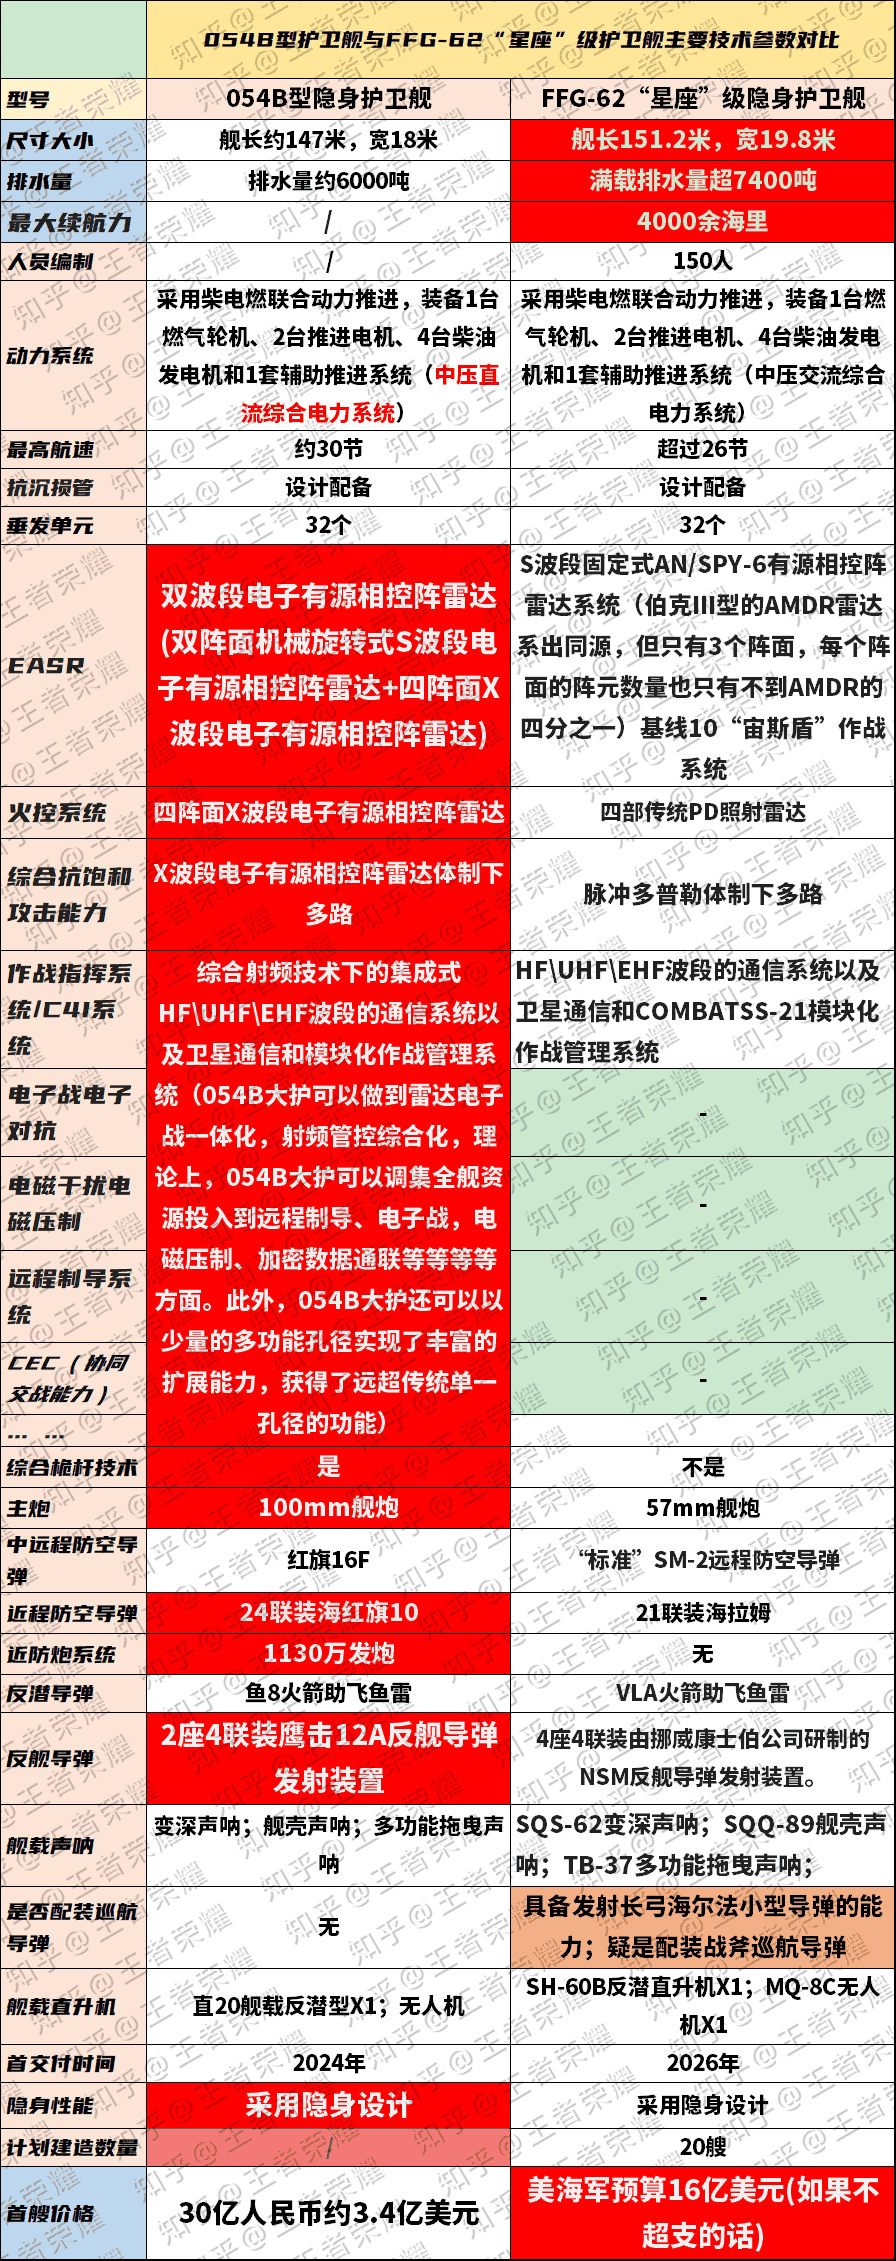 054B型护卫舰与FFG-62“星座”级护卫舰主要技术参数对比
型号
054B型隐身护卫舰
FFG-62“星座”级隐身护卫舰
尺寸大小
舰长约147米，宽18米
舰长151.2米，宽19.8米
排水量
排水量约6000吨
满载排水量超7400吨
最大续航力
/
4000余海里
人员编制
/
150人
动力系统
采用柴电燃联合动力推进，装备1台
燃气轮机、2台推进电机、4台柴油
发电机和1套辅助推进系统（中压直
流综合电力系统）
采用柴电燃联合动力推进，装备1台燃
气轮机、2台推进电机、4台柴油发电
机和1套辅助推进系统（中压交流综合
电力系统）
最高航速
约30节
超过26节
抗沉损管
设计配备
设计配备
垂发单元
32个
32个
EASR
双波段电子有源相控阵雷达
(双阵面机械旋转式S波段电
子有源相控阵雷达+四阵面X
波段电子有源相控阵雷达)
S波段固定式AN/SPY-6有源相控阵
雷达系统（伯克III型的AMDR雷达
系出同源，但只有3个阵面，每个阵
面的阵元数量也只有不到AMDR的
四分之一）基线10“宙斯盾”作战
系统
火控系统
四阵面X波段电子有源相控阵雷达
四部传统PD照射雷达
综合抗饱和
攻击能力
X波段电子有源相控阵雷达体制下
多路
脉冲多普勒体制下多路
作战指挥系
统/C4I系
统
综合射频技术下的集成式
HF\UHF\EHF波段的通信系统以
及卫星通信和模块化作战管理系
统（054B大护可以做到雷达电子
战一体化，射频管控综合化，理
论上，054B大护可以调集全舰资
源投入到远程制导、电子战，电
磁压制、加密数据通联等等等等
方面。此外，054B大护还可以以
少量的多功能孔径实现了丰富的
扩展能力，获得了远超传统单一
孔径的功能）
HF\UHF\EHF波段的通信系统以及
卫星通信和COMBATSS-21模块化
作战管理系统
电子战电子
对抗
-
电磁干扰电
磁压制
-
远程制导系
统
-
CEC（协同
交战能力）
-
... ...
综合桅杆技术
是
不是
主炮
100mm舰炮
57mm舰炮
中远程防空导
弹
红旗16F
“标准”SM-2远程防空导弹
近程防空导弹
24联装海红旗10
21联装海拉姆
近防炮系统
1130万发炮
无
反潜导弹
鱼8火箭助飞鱼雷
VLA火箭助飞鱼雷
反舰导弹
2座4联装鹰击12A反舰导弹
发射装置
4座4联装由挪威康士伯公司研制的
NSM反舰导弹发射装置。
舰载声呐
变深声呐；舰壳声呐；多功能拖曳声
呐
SQS-62变深声呐；SQQ-89舰壳声
呐；TB-37多功能拖曳声呐；
是否配装巡航
导弹
无
具备发射长弓海尔法小型导弹的能
力；疑是配装战斧巡航导弹
舰载直升机
直20舰载反潜型X1；无人机
SH-60B反潜直升机X1；MQ-8C无人
机X1
首交付时间
2024年
2026年
隐身性能
采用隐身设计
采用隐身设计
计划建造数量
/
20艘
首艘价格
30亿人民币约3.4亿美元
美海军预算16亿美元(如果不
超支的话)
知乎@王者荣耀